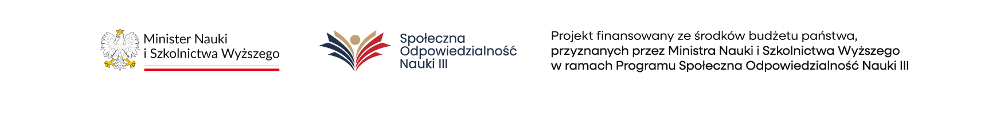 Minister Nauki
i Szkolnictwa Wyższego
Społeczna
Odpowiedzialność
Nauki III
Projekt finansowany ze środków budżetu państwa,
przyznanych przez Ministra Nauki i Szkolnictwa Wyższego
w ramach Programu Społeczna Odpowiedzialność Nauki III